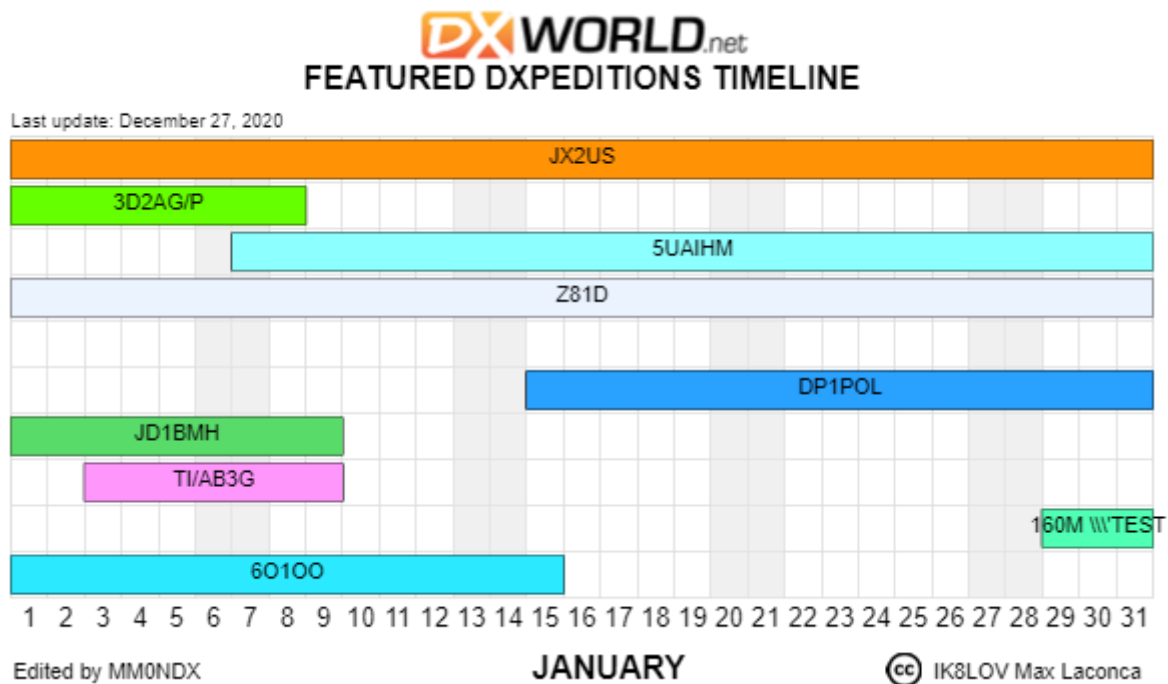 DXWORLD.net
FEATURED DXPEDITIONS TIMELINE
Last update: December 27, 2020
JX2US
3D2AG/P
5UAIHM
Z81D
DP1POL
JD1BMH
TI/AB3G
160M \\\'TEST
6O1OO
1 2 3 4 5 6 7 8 9 10 11 12 13 14 15 16 17 18 19 20 21 22 23 24 25 26 27 28 29 30 31
Edited by MM0NDX JANUARY cc IK8LOV Max Laconca